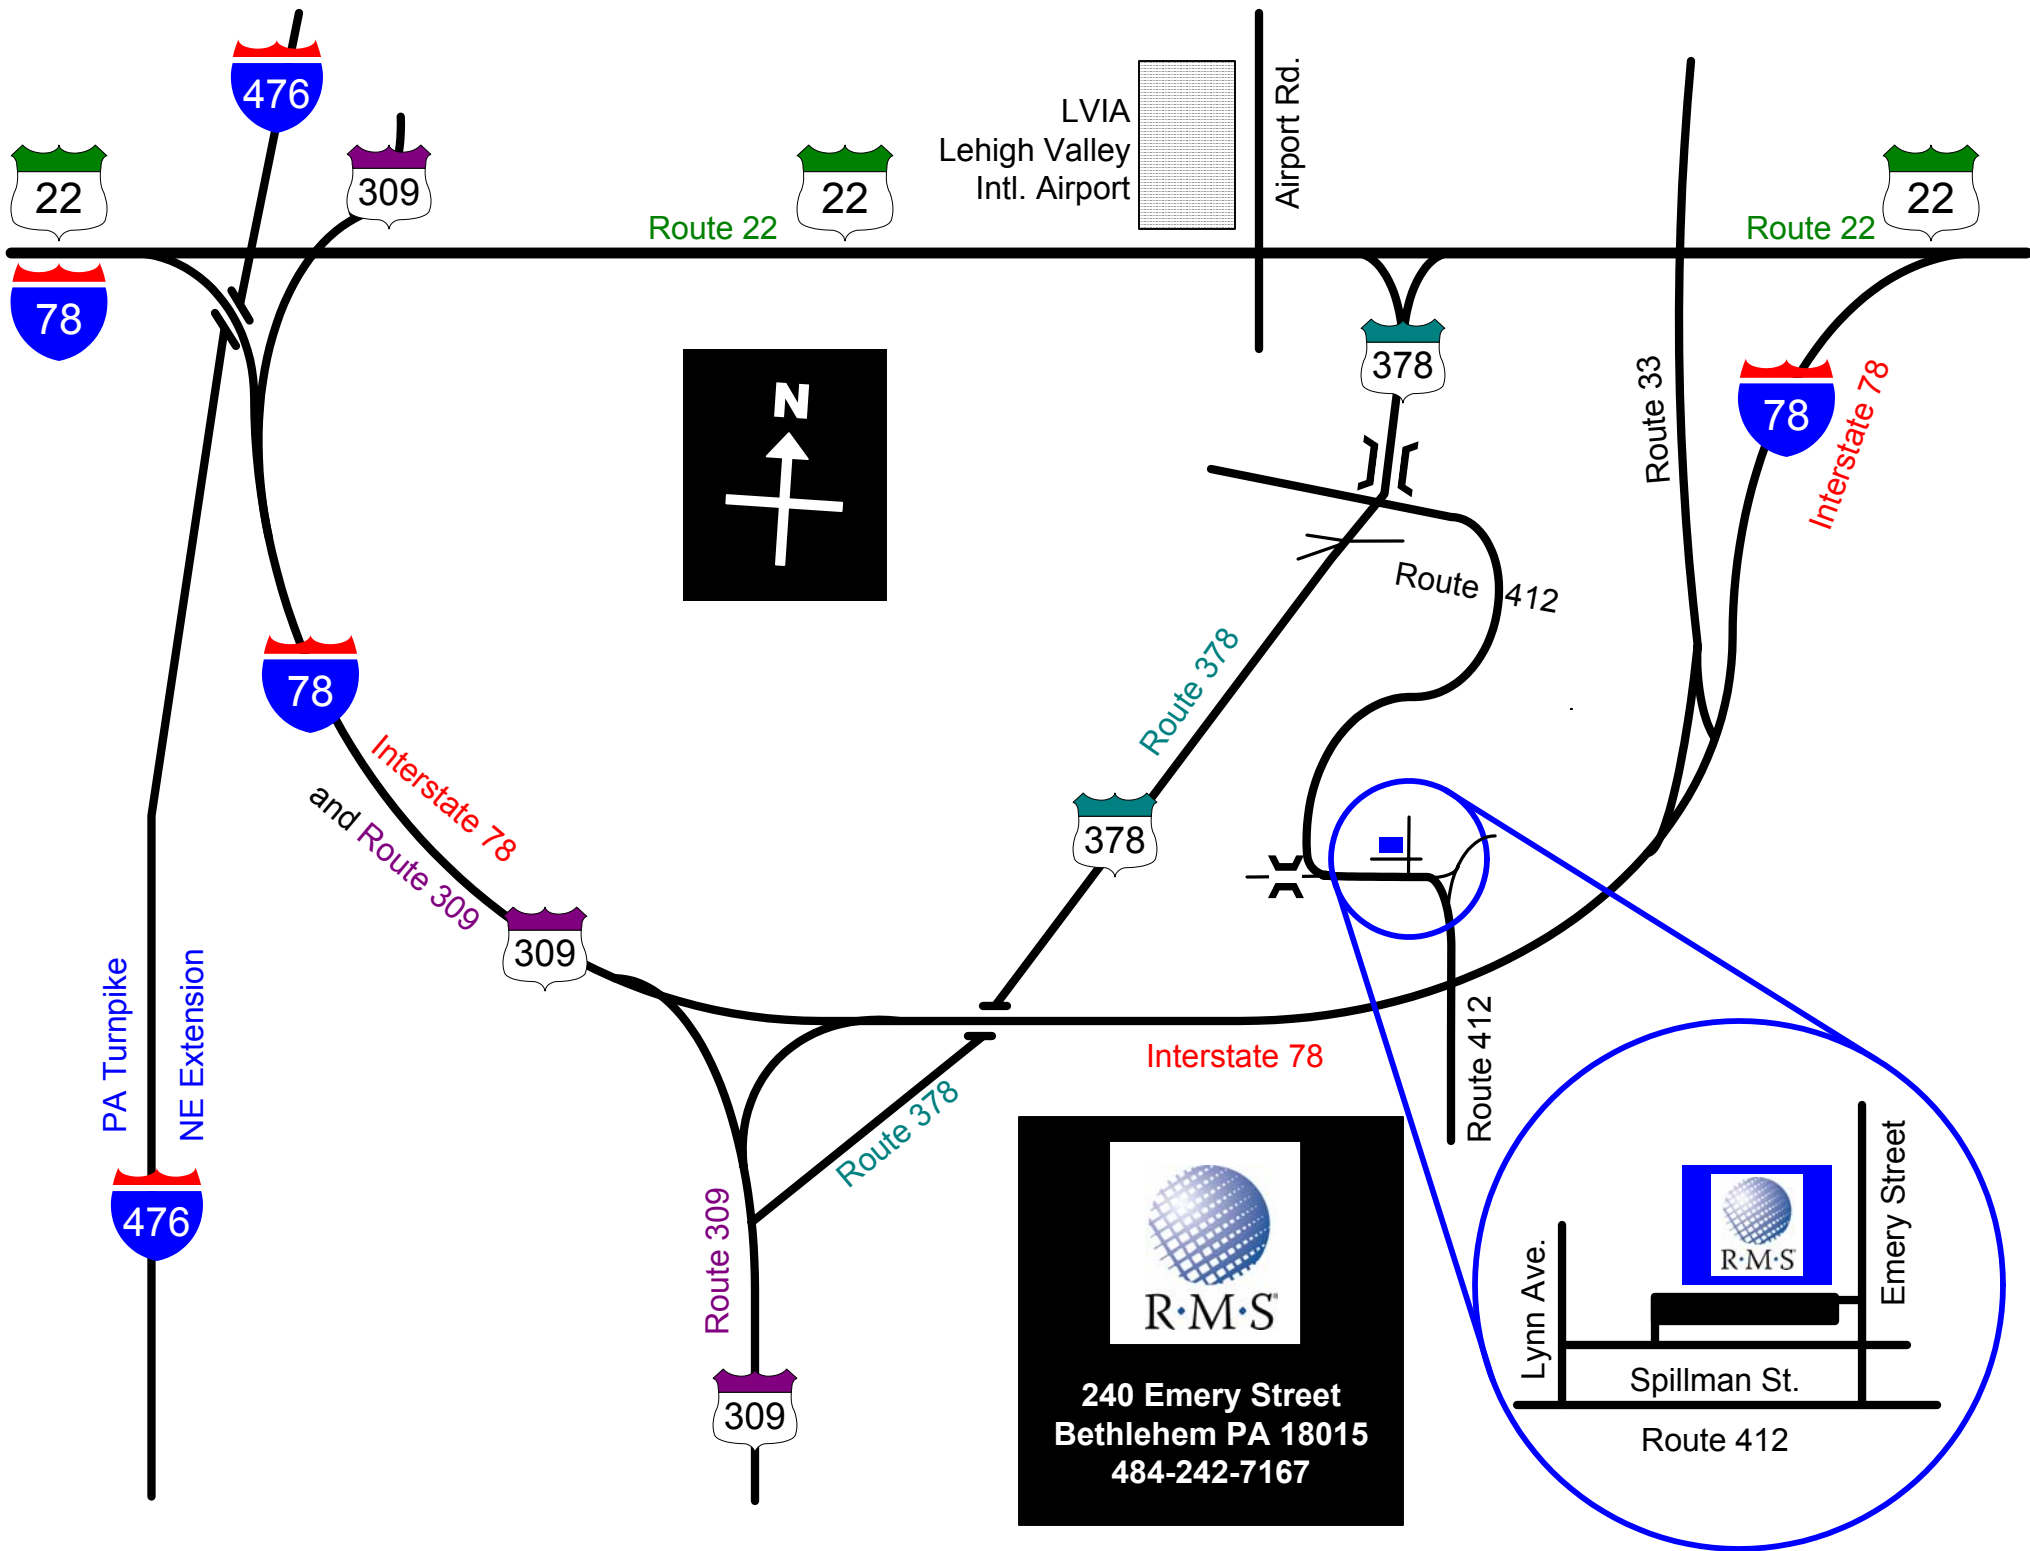 476
22
309
22
22
Route 22
Route 22
LVIA
Lehigh Valley
Intl. Airport
Airport Rd.
78
378
N
Route 33
78
Interstate 78
Route 412
78
Route 378
Interstate 78
and Route 309
378
309
PA Turnpike
NE Extension
Interstate 78
Route 412
Route 378
476
Route 309
309
R·M·S
240 Emery Street
Bethlehem PA 18015
484-242-7167
R·M·S
Emery Street
Lynn Ave.
Spillman St.
Route 412